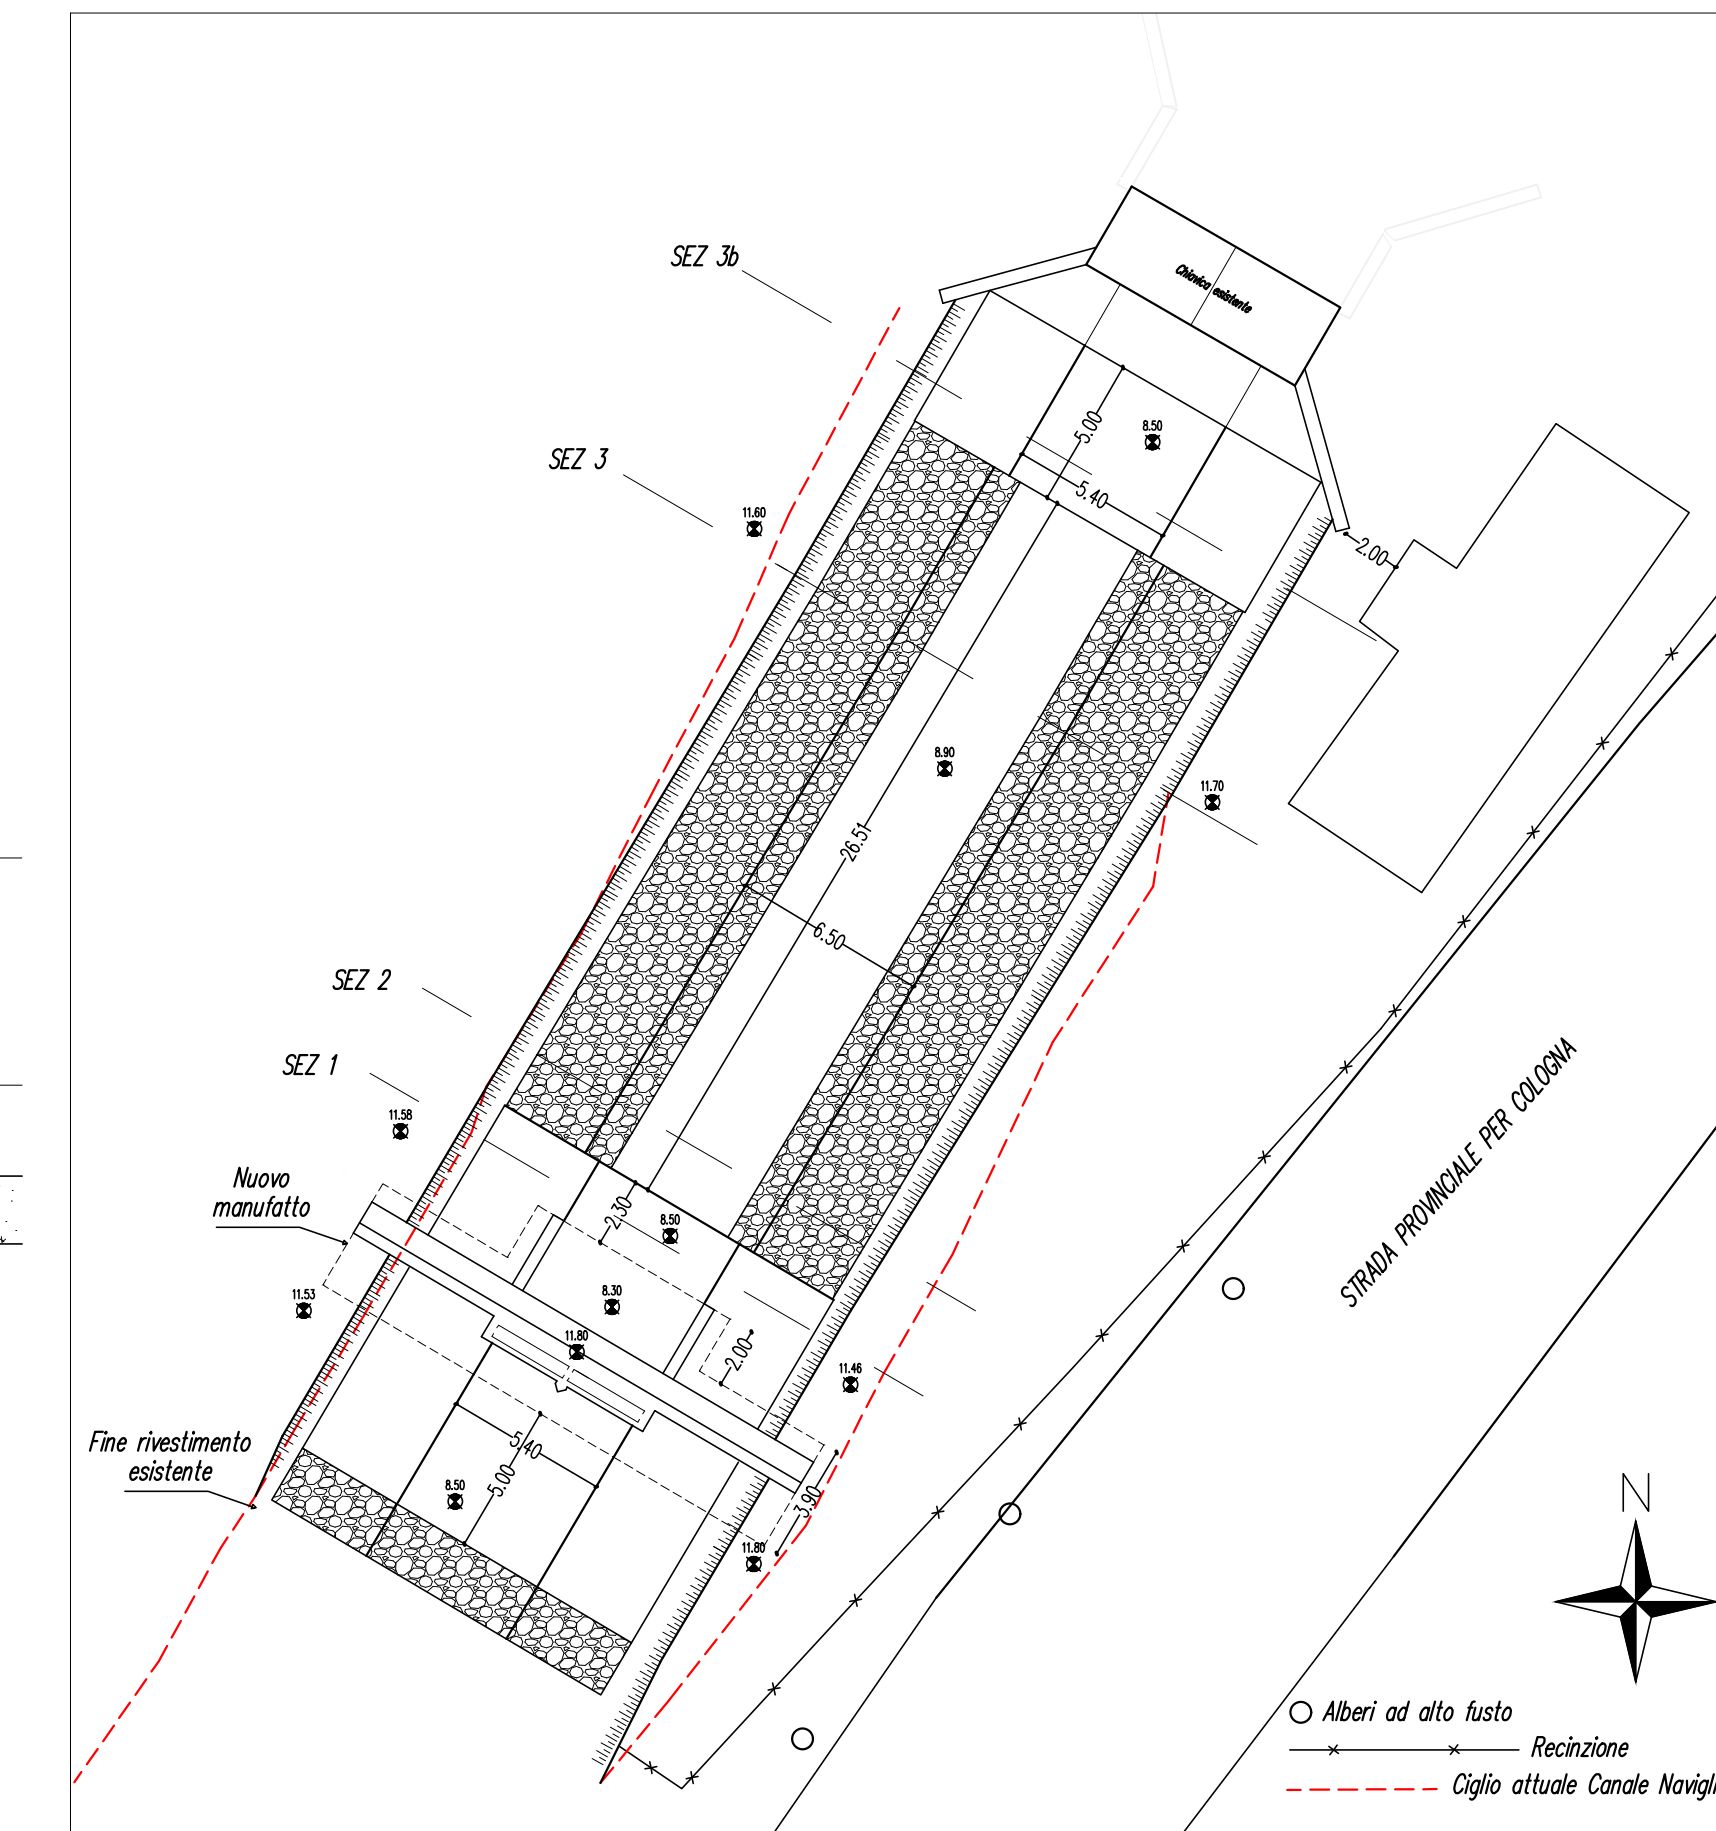 SEZ 3b
Chiavica esistente
5.00
8.50
SEZ 3
5.40
11.60
2.00
8.90
11.70
26.51
6.50
SEZ 2
SEZ 1
11.58
STRADA PROVINCIALE PER COLOGNA
Nuovo
manufatto
2.30
8.50
11.53
8.30
11.80
2.00
11.46
Fine rivestimento
esistente
5.40
5.00
8.50
3.90
11.80
N
Alberi ad alto fusto
Recinzione
Ciglio attuale Canale Navigli